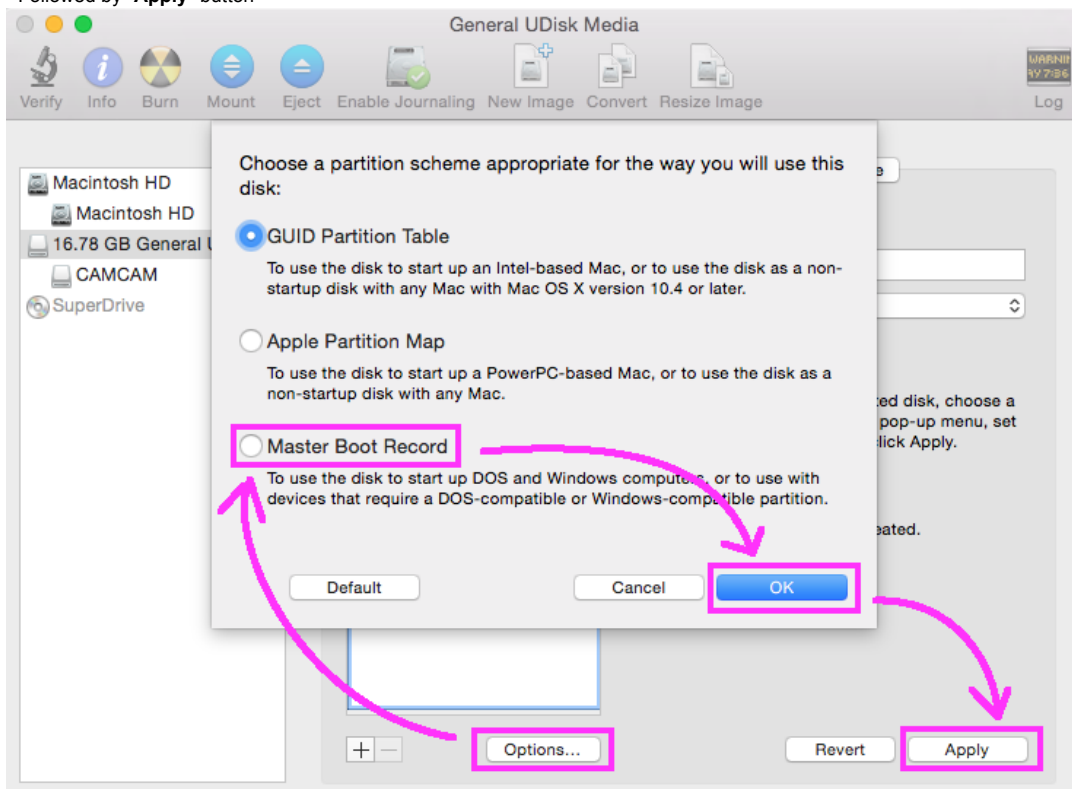 Followed by "Apply" button
General UDisk Media
Verify Info Burn Mount Eject Enable Journaling New Image Convert Resize Image Log
Choose a partition scheme appropriate for the way you will use this
disk:
Macintosh HD
Macintosh HD
16.78 GB General
CAMCAM
SuperDrive
GUID Partition Table
To use the disk to start up an Intel-based Mac, or to use the disk as a non-
startup disk with any Mac with Mac OS X version 10.4 or later.
Apple Partition Map
To use the disk to start up a PowerPC-based Mac, or to use the disk as a
non-startup disk with any Mac.
Master Boot Record
To use the disk to start up DOS and Windows computers, or to use with
devices that require a DOS-compatible or Windows-compatible partition.
disk, choose a
pop-up menu, set
click Apply.
Default Cancel OK
+ − Options... Revert Apply